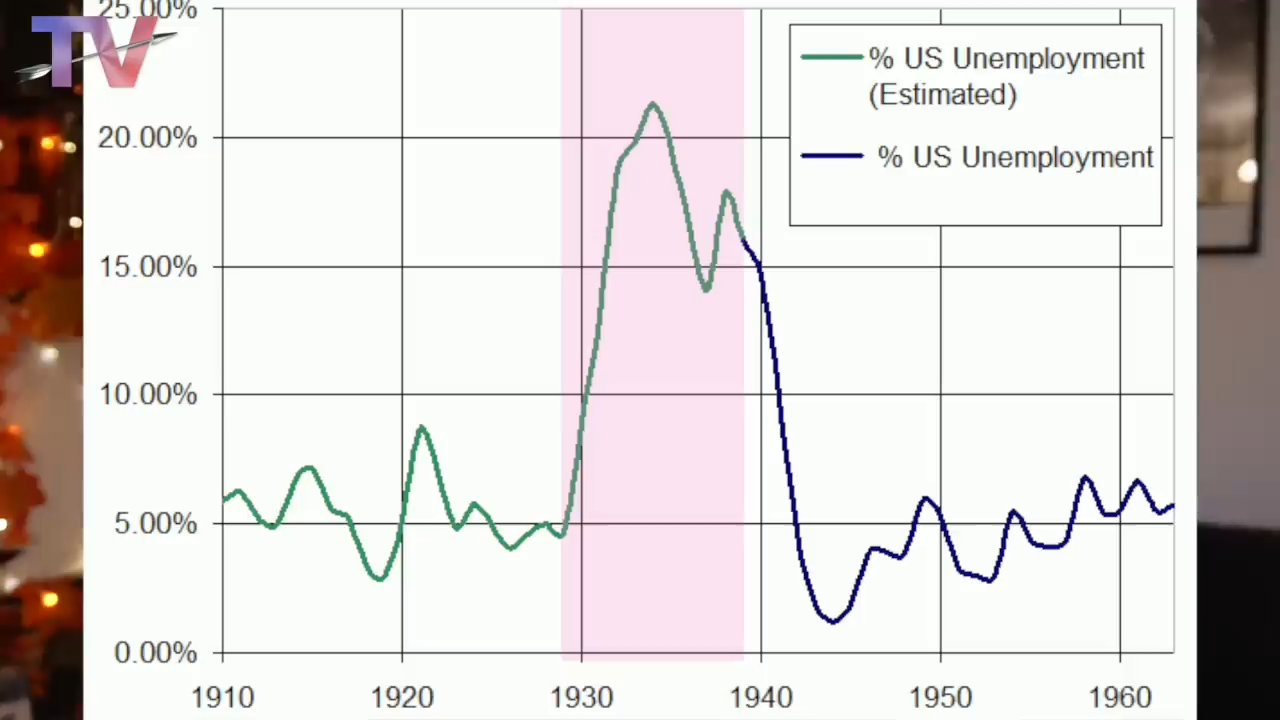 25.00%
TV
% US Unemployment
(Estimated)
20.00%
% US Unemployment
15.00%
10.00%
5.00%
0.00%
1910 1920 1930 1940 1950 1960